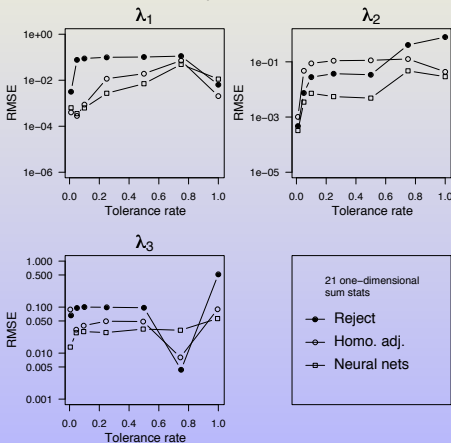 λ1
λ2
RMSE
1e+00
1e−02
1e−04
1e−06
0.0 0.2 0.4 0.6 0.8 1.0
Tolerance rate
RMSE
1e−01
1e−03
1e−05
0.0 0.2 0.4 0.6 0.8 1.0
Tolerance rate
λ3
RMSE
1.000
0.500
0.100
0.050
0.010
0.005
0.001
0.0 0.2 0.4 0.6 0.8 1.0
Tolerance rate
21 one-dimensional
sum stats
Reject
Homo. adj.
Neural nets